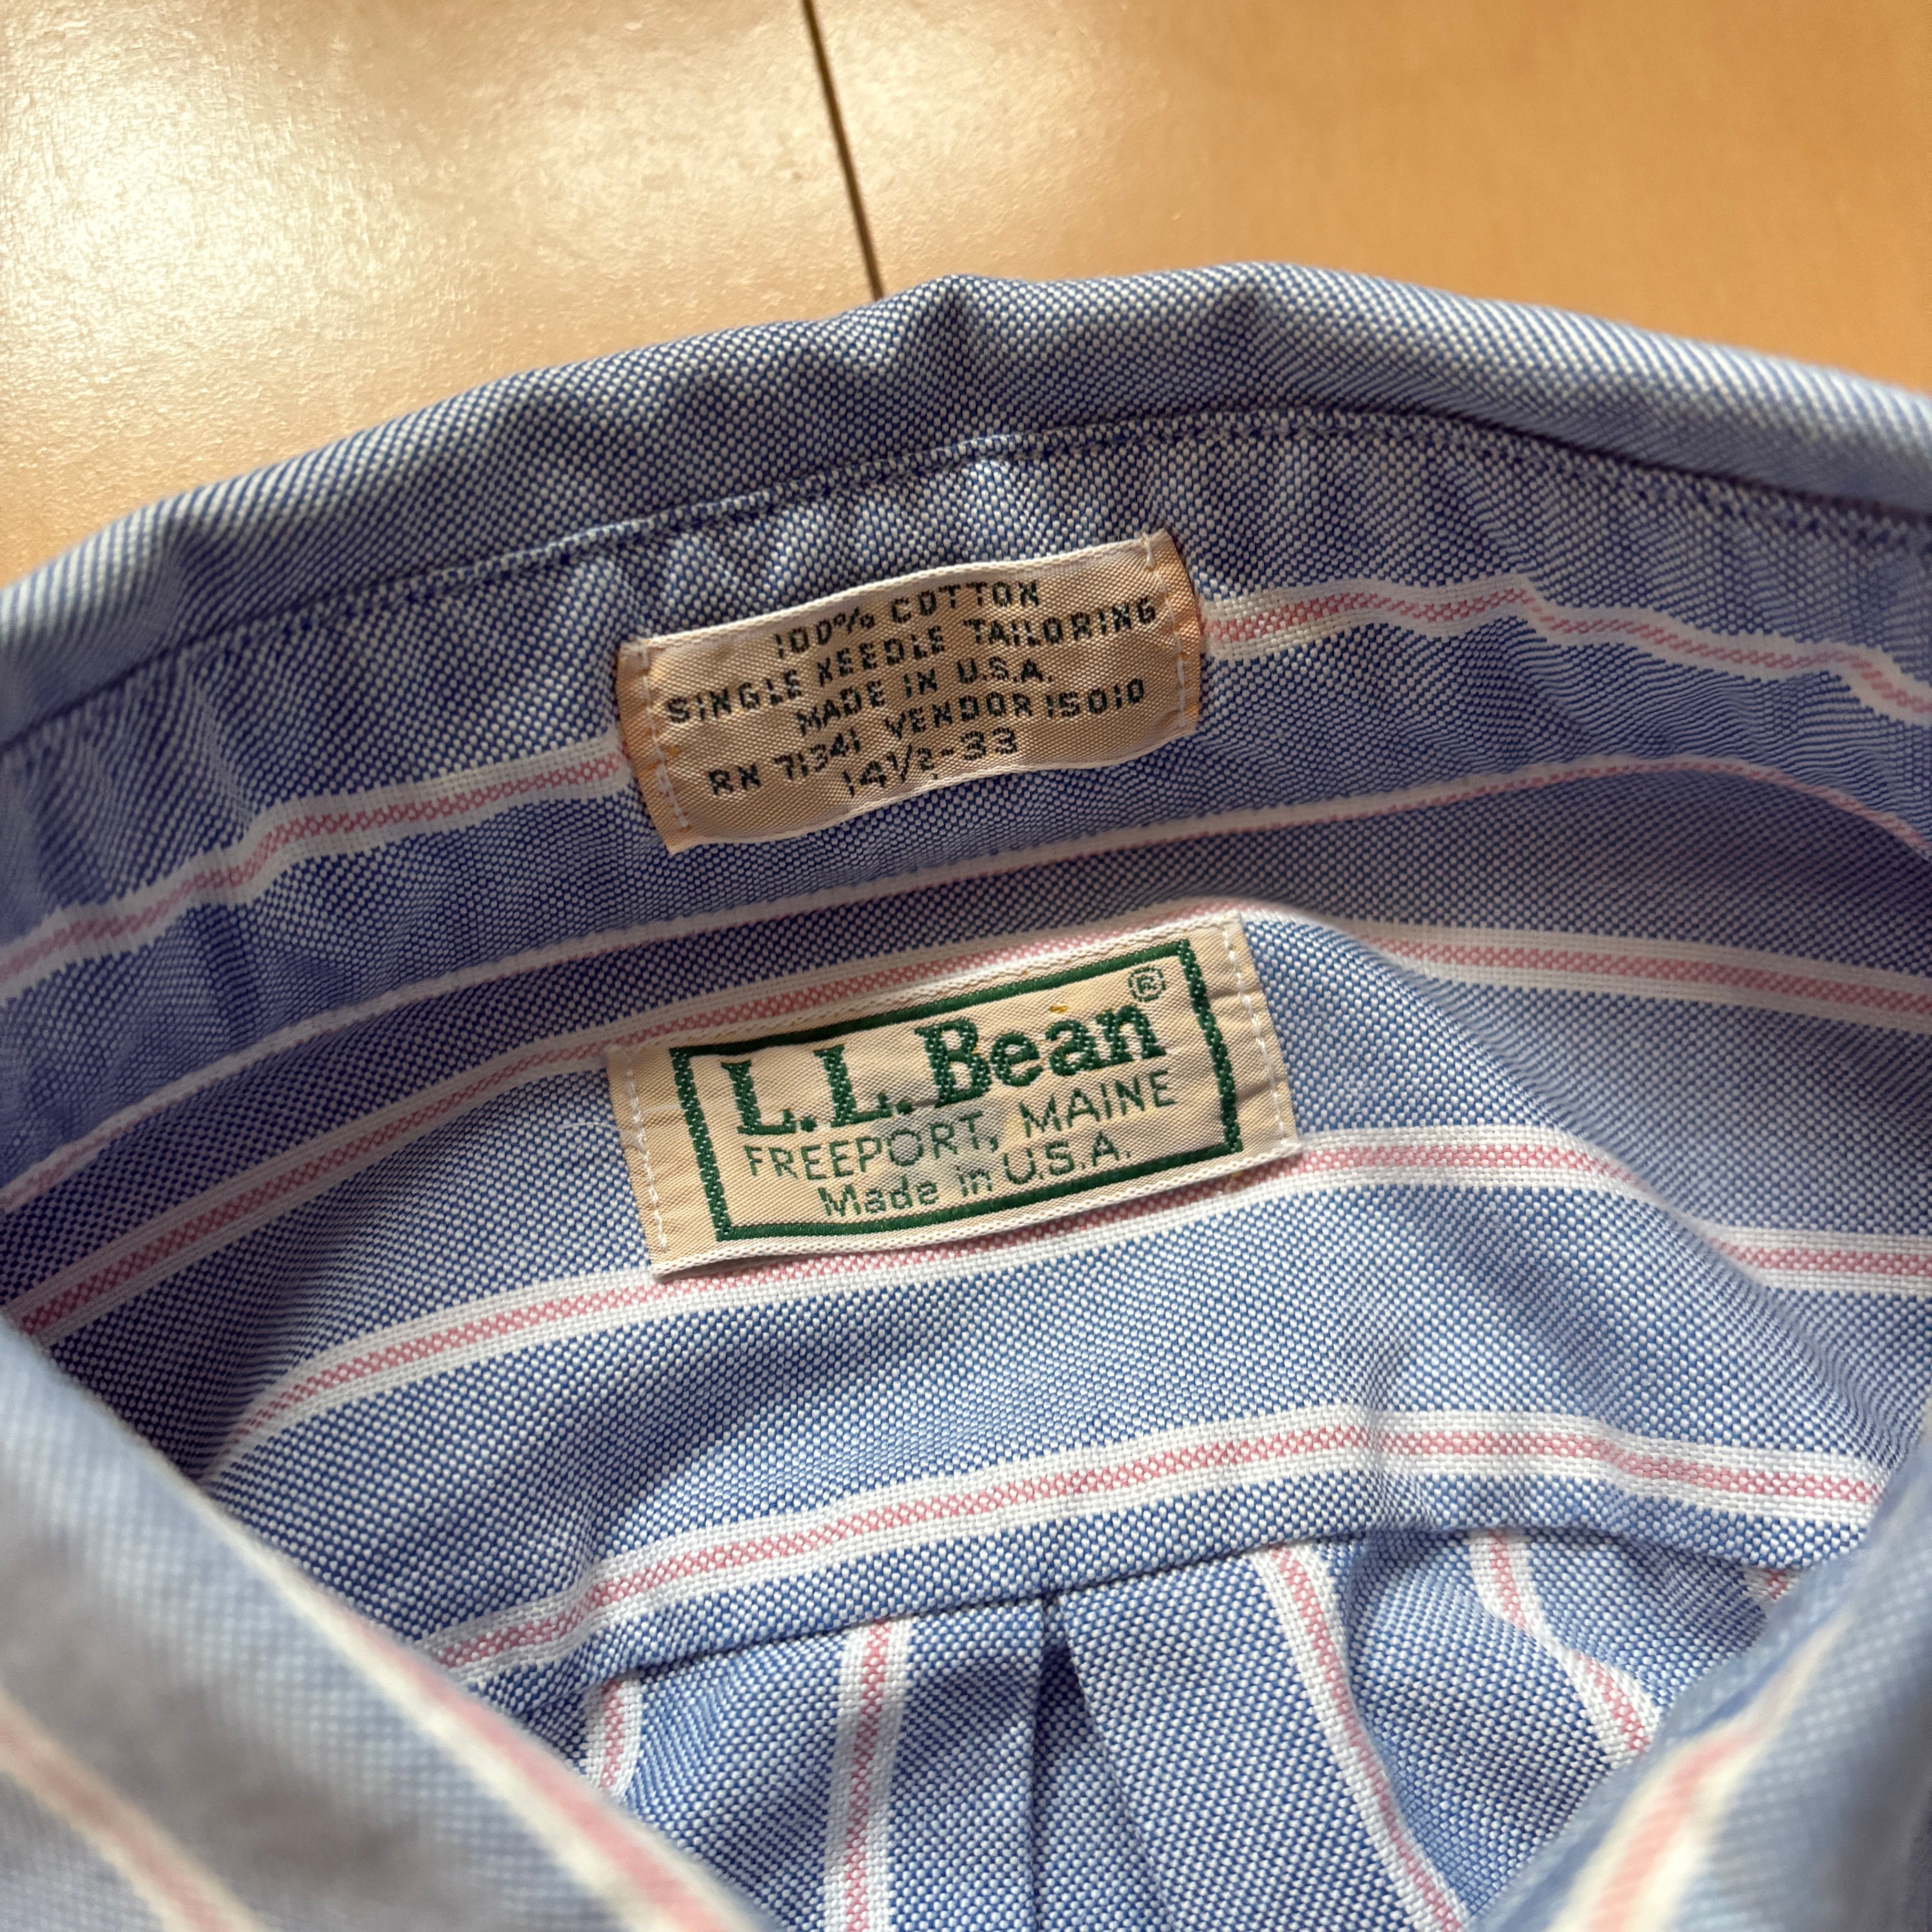 100% COTTON
SINGLE NEEDLE TAILORING
MADE IN U.S.A.
RN 71341 VENDOR 15010
14½-33
L.L.Bean®
FREEPORT, MAINE
Made in U.S.A.